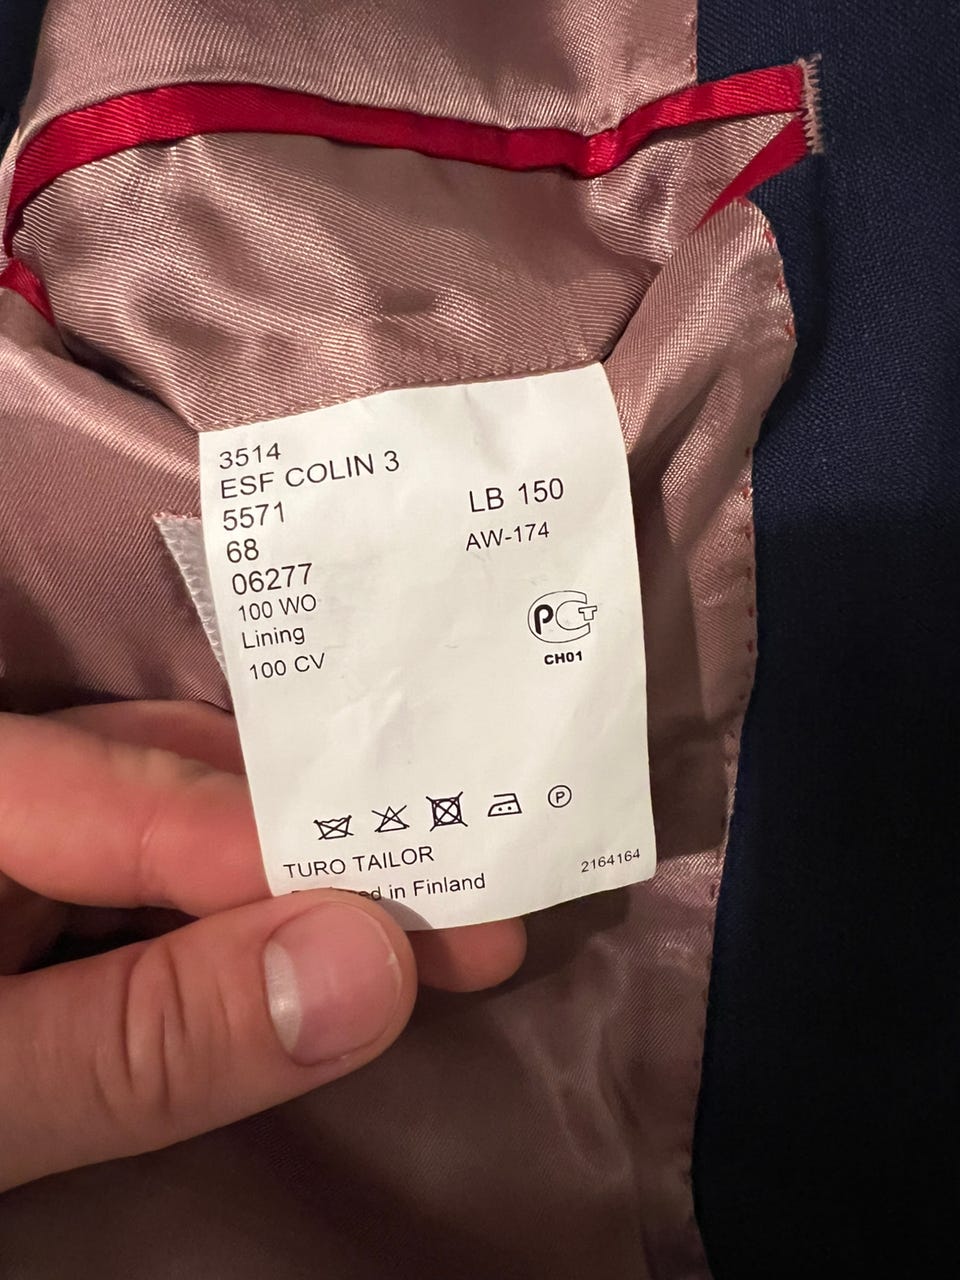 3514
ESF COLIN 3
5571
LB 150
68
AW-174
06277
100 WO
Lining
100 CV
РСТ
CH01
P
TURO TAILOR
2164164
in Finland